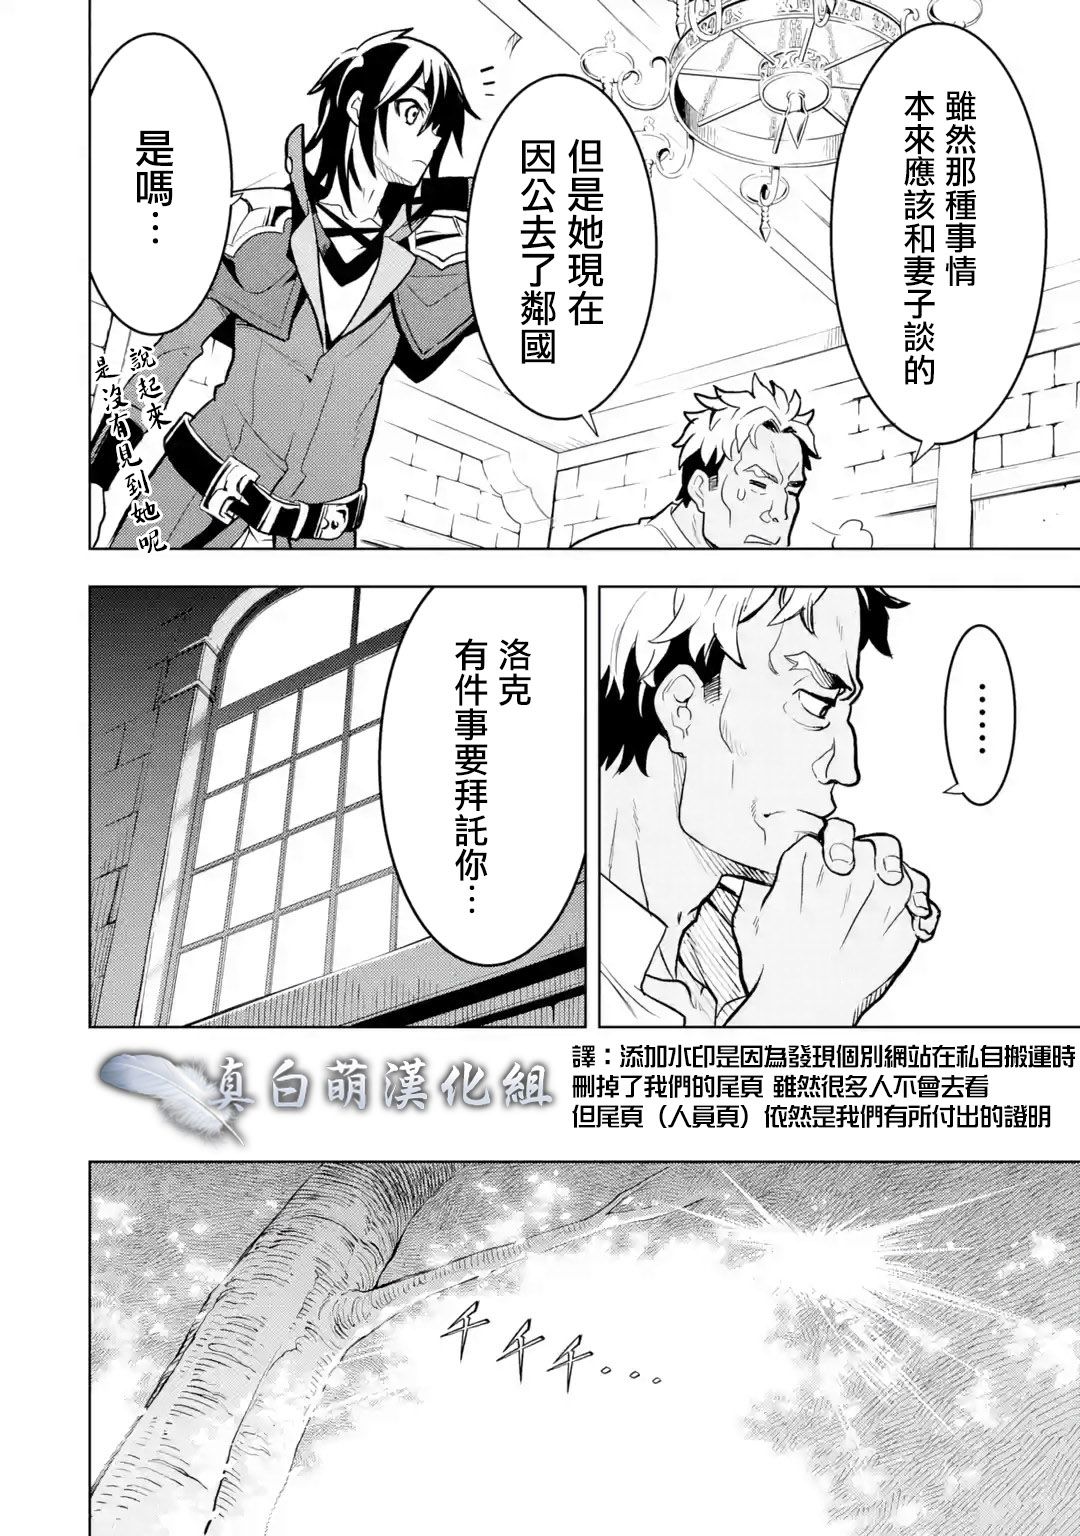 雖然那種事情
本來應該和妻子談的
但是她現在
因公去了鄰國
是嗎…
說起來
是沒有見到她呢
……
洛克
有件事要拜託你…
真白萌漢化組
譯：添加水印是因為發現個別網站在私自搬運時
刪掉了我們的尾頁 雖然很多人不會去看
但尾頁（人員頁）依然是我們有所付出的證明
千千千...